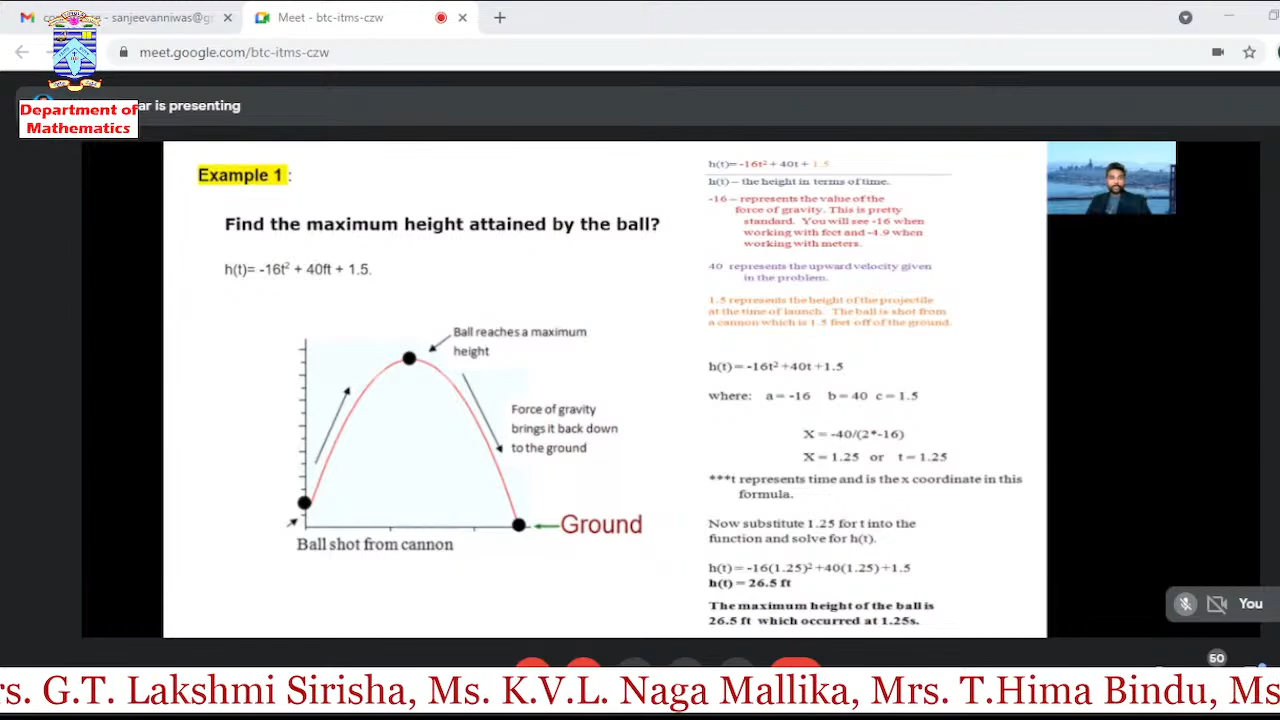 sanjeevanniwas@g
Meet - btc-itms-czw
meet.google.com/btc-itms-czw
Department of
Mathematics
ar is presenting
Example 1 :
Find the maximum height attained by the ball?
h(t)= -16t² + 40ft + 1.5.
Ball reaches a maximum
height
Force of gravity
brings it back down
to the ground
Ground
Ball shot from cannon
h(t)= -16t² + 40t + 1.5
h(t) – the height in terms of time.
-16 – represents the value of the
force of gravity. This is pretty
standard. You will see -16 when
working with feet and -4.9 when
working with meters.
40 represents the upward velocity given
in the problem.
1.5 represents the height of the projectile
at the time of launch. The ball is shot from
a cannon which is 1.5 feet off of the ground.
h(t) = -16t² +40t +1.5
where: a = -16 b = 40 c = 1.5
X = -40/(2*-16)
X = 1.25 or t = 1.25
***t represents time and is the x coordinate in this
formula.
Now substitute 1.25 for t into the
function and solve for h(t).
h(t) = -16(1.25)² +40(1.25) +1.5
h(t) = 26.5 ft
The maximum height of the ball is
26.5 ft which occurred at 1.25s.
You
50
rs. G.T. Lakshmi Sirisha, Ms. K.V.L. Naga Mallika, Mrs. T.Hima Bindu, Ms